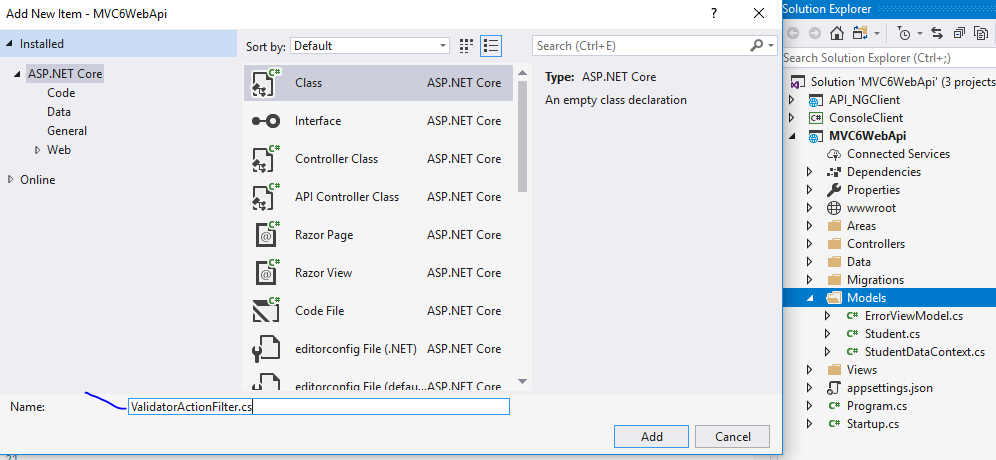 Add New Item - MVC6WebApi
?
Installed
ASP.NET Core
Code
Data
General
Web
Online
Sort by: Default
Search (Ctrl+E)
Class ASP.NET Core
Interface ASP.NET Core
Controller Class ASP.NET Core
API Controller Class ASP.NET Core
Razor Page ASP.NET Core
Razor View ASP.NET Core
Code File ASP.NET Core
editorconfig File (.NET) ASP.NET Core
editorconfig File (defau... ASP.NET Core
Type: ASP.NET Core
An empty class declaration
Name: ValidatorActionFilter.cs
Add Cancel
21
Solution Explorer
Search Solution Explorer (Ctrl+;)
Solution 'MVC6WebApi' (3 projects
API_NGClient
C# ConsoleClient
MVC6WebApi
Connected Services
Dependencies
Properties
wwwroot
Areas
Controllers
Data
Migrations
Models
C# ErrorViewModel.cs
C# Student.cs
C# StudentDataContext.cs
Views
appsettings.json
C# Program.cs
C# Startup.cs